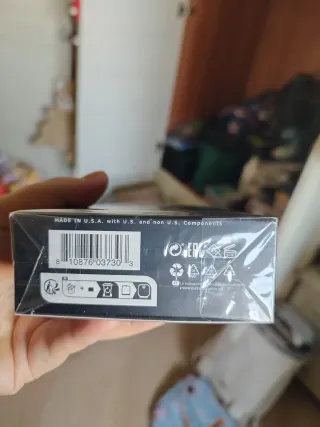 MADE IN U.S.A. with U.S. and non U.S. Components
8 10876 03730 3